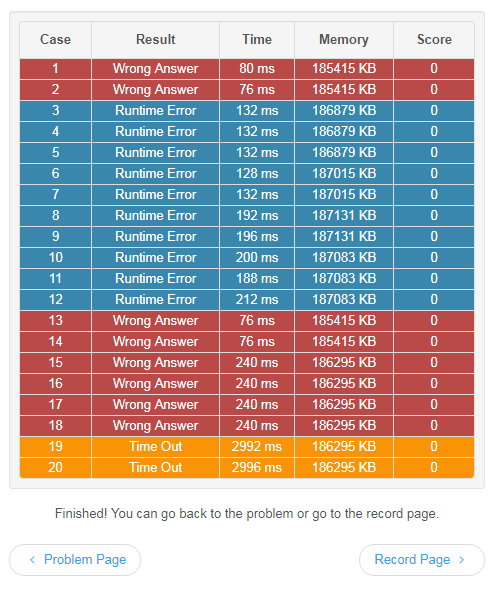 Case Result Time Memory Score
1 Wrong Answer 80 ms 185415 KB 0
2 Wrong Answer 76 ms 185415 KB 0
3 Runtime Error 132 ms 186879 KB 0
4 Runtime Error 132 ms 186879 KB 0
5 Runtime Error 132 ms 186879 KB 0
6 Runtime Error 128 ms 187015 KB 0
7 Runtime Error 132 ms 187015 KB 0
8 Runtime Error 192 ms 187131 KB 0
9 Runtime Error 196 ms 187131 KB 0
10 Runtime Error 200 ms 187083 KB 0
11 Runtime Error 188 ms 187083 KB 0
12 Runtime Error 212 ms 187083 KB 0
13 Wrong Answer 76 ms 185415 KB 0
14 Wrong Answer 76 ms 185415 KB 0
15 Wrong Answer 240 ms 186295 KB 0
16 Wrong Answer 240 ms 186295 KB 0
17 Wrong Answer 240 ms 186295 KB 0
18 Wrong Answer 240 ms 186295 KB 0
19 Time Out 2992 ms 186295 KB 0
20 Time Out 2996 ms 186295 KB 0
Finished! You can go back to the problem or go to the record page.
Problem Page Record Page